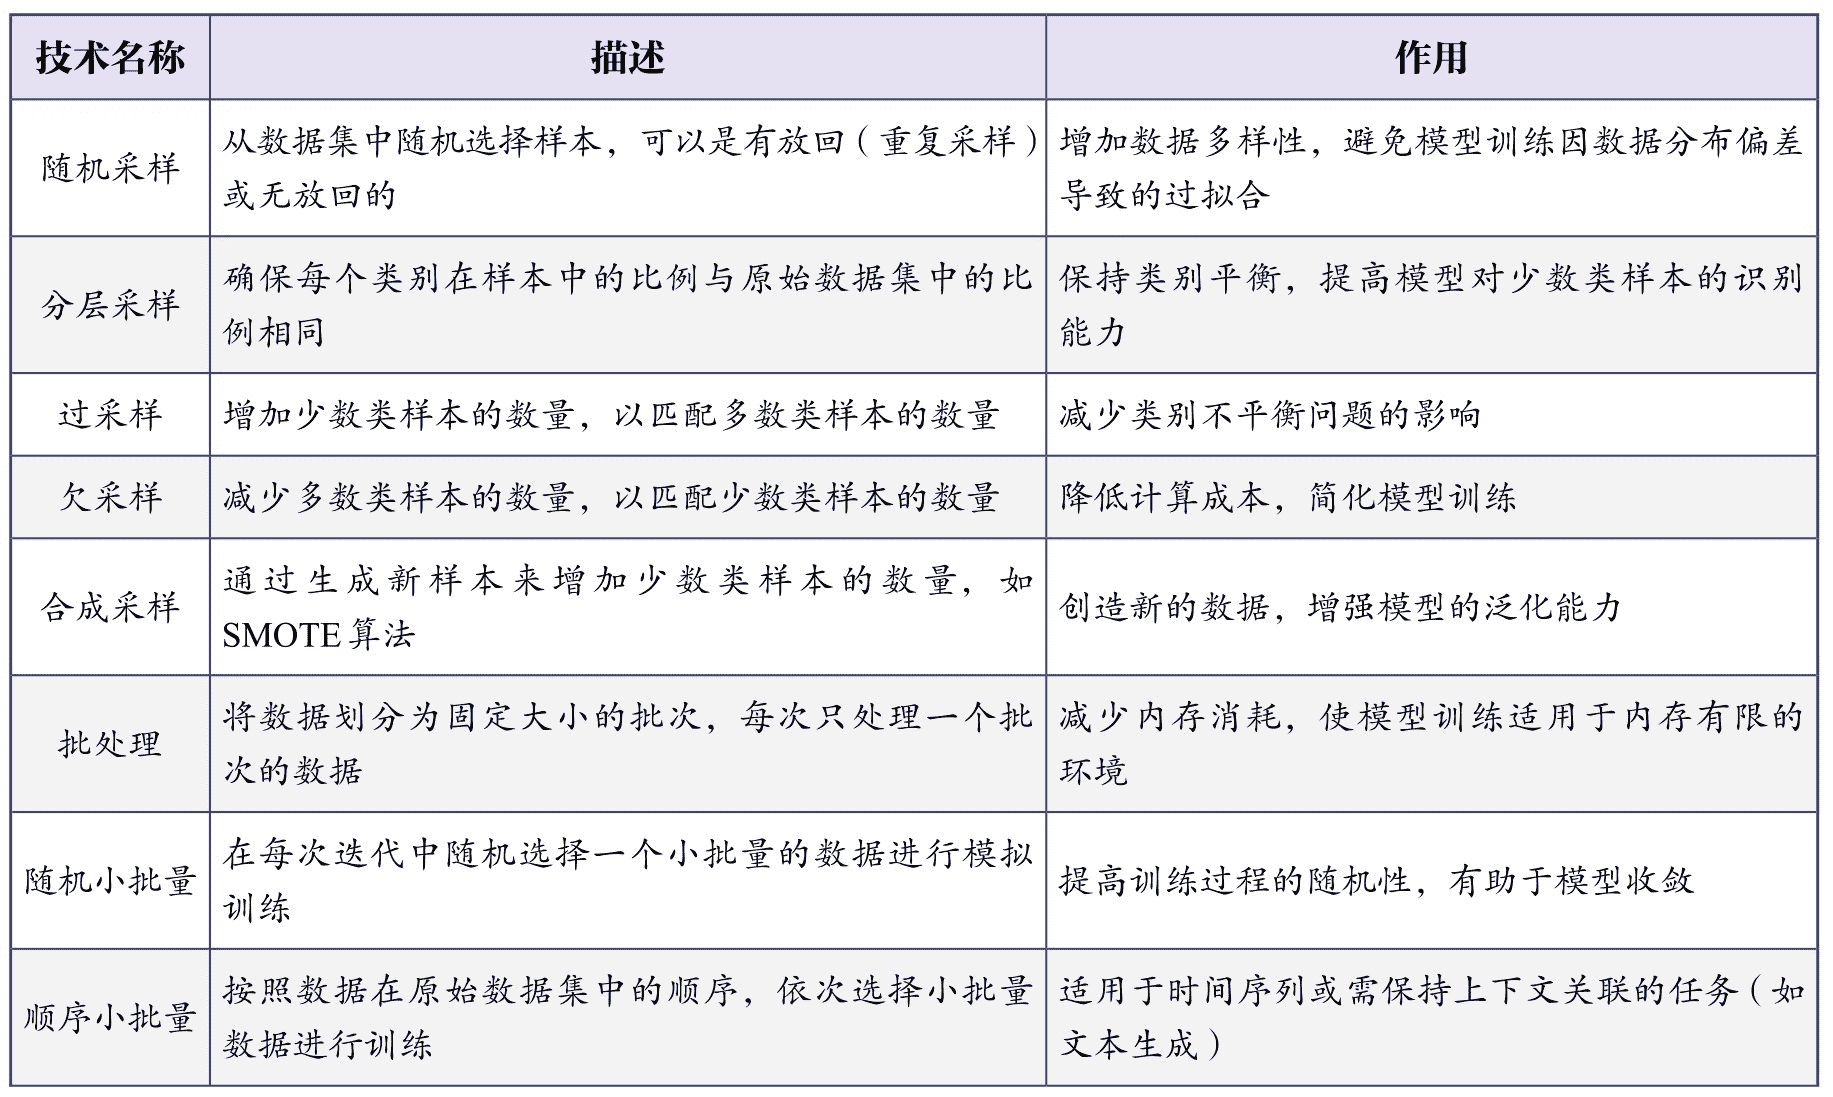 技术名称 描述 作用
随机采样
从数据集中随机选择样本，可以是有放回（重复采样）
或无放回的
增加数据多样性，避免模型训练因数据分布偏差
导致的过拟合
分层采样
确保每个类别在样本中的比例与原始数据集中的比
例相同
保持类别平衡，提高模型对少数类样本的识别
能力
过采样
增加少数类样本的数量，以匹配多数类样本的数量
减少类别不平衡问题的影响
欠采样
减少多数类样本的数量，以匹配少数类样本的数量
降低计算成本，简化模型训练
合成采样
通过生成新样本来增加少数类样本的数量，如
SMOTE算法
创造新的数据，增强模型的泛化能力
批处理
将数据划分为固定大小的批次，每次只处理一个批
次的数据
减少内存消耗，使模型训练适用于内存有限的
环境
随机小批量
在每次迭代中随机选择一个小批量的数据进行模拟
训练
提高训练过程的随机性，有助于模型收敛
顺序小批量
按照数据在原始数据集中的顺序，依次选择小批量
数据进行训练
适用于时间序列或需保持上下文关联的任务（如
文本生成）